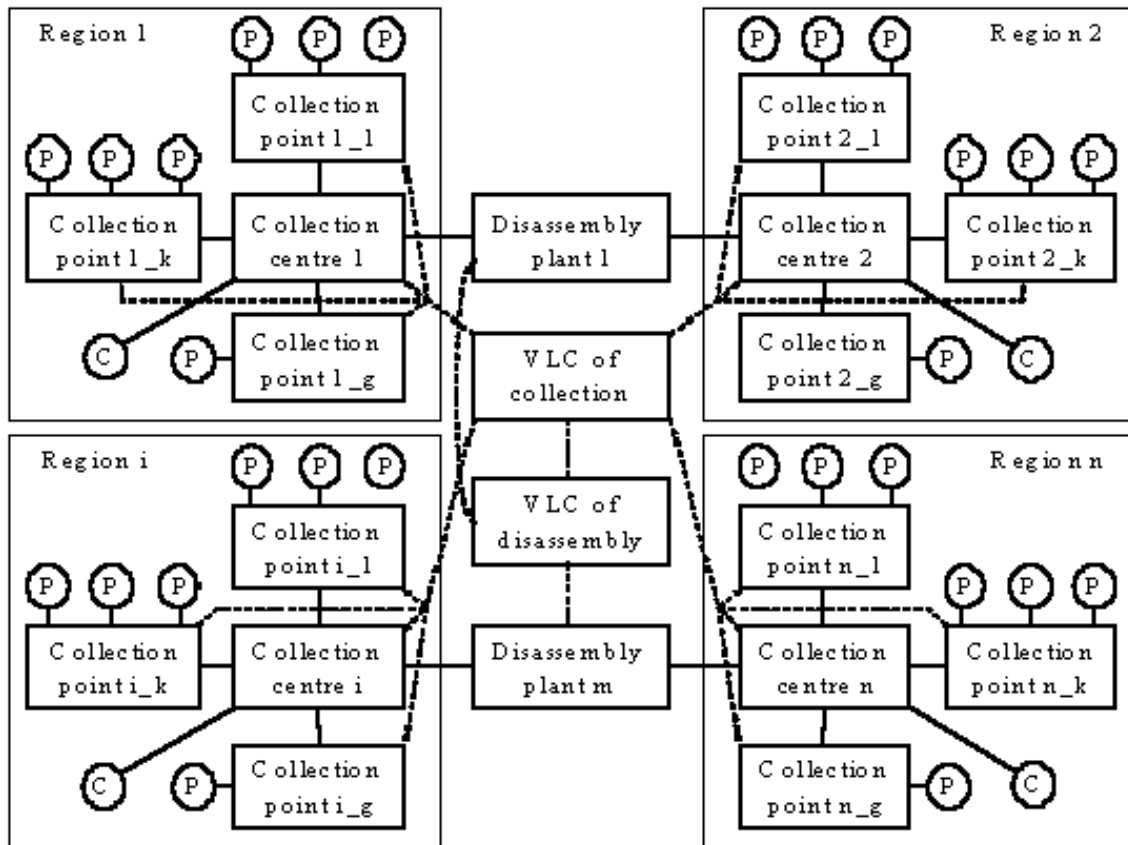 Region 1
P P P
Collection
point 1_1
P P P
Collection
point 1_k
Collection
centre 1
C
P
Collection
point 1_g
Region 2
P P P
Collection
point 2_1
P P P
Collection
centre 2
Collection
point 2_k
Collection
point 2_g
P
C
Disassembly
plant 1
VLC of
collection
VLC of
disassembly
Disassembly
plant m
Region i
P P P
Collection
point i_1
P P P
Collection
point i_k
Collection
centre i
C
P
Collection
point i_g
Region n
P P P
Collection
point n_1
P P P
Collection
centre n
Collection
point n_k
Collection
point n_g
P
C